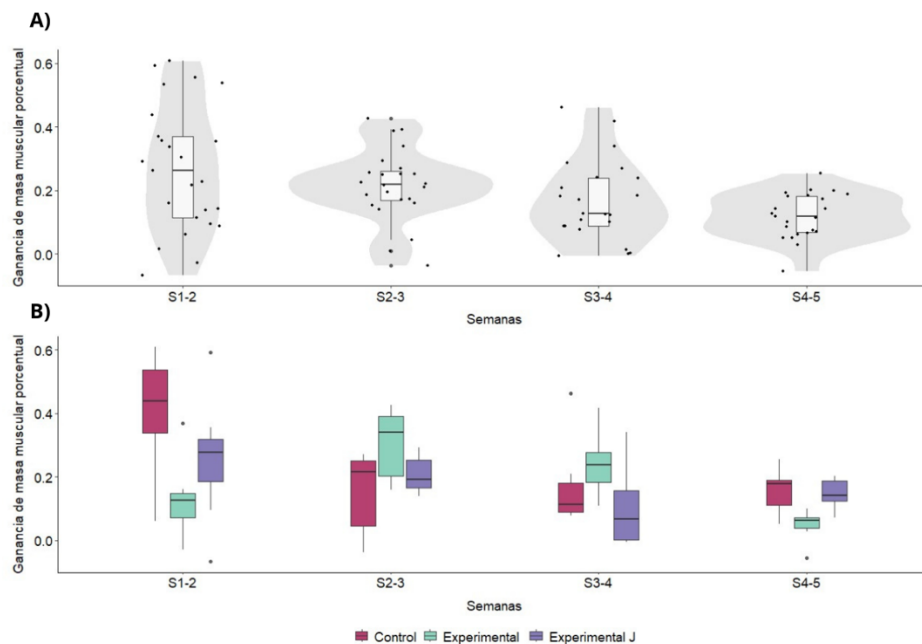 A)
Ganancia de masa muscular porcentual
0.6
0.4
0.2
0.0
S1-2 S2-3 S3-4 S4-5
Semanas
B)
Ganancia de masa muscular porcentual
0.6
0.4
0.2
0.0
S1-2 S2-3 S3-4 S4-5
Semanas
Control Experimental Experimental J